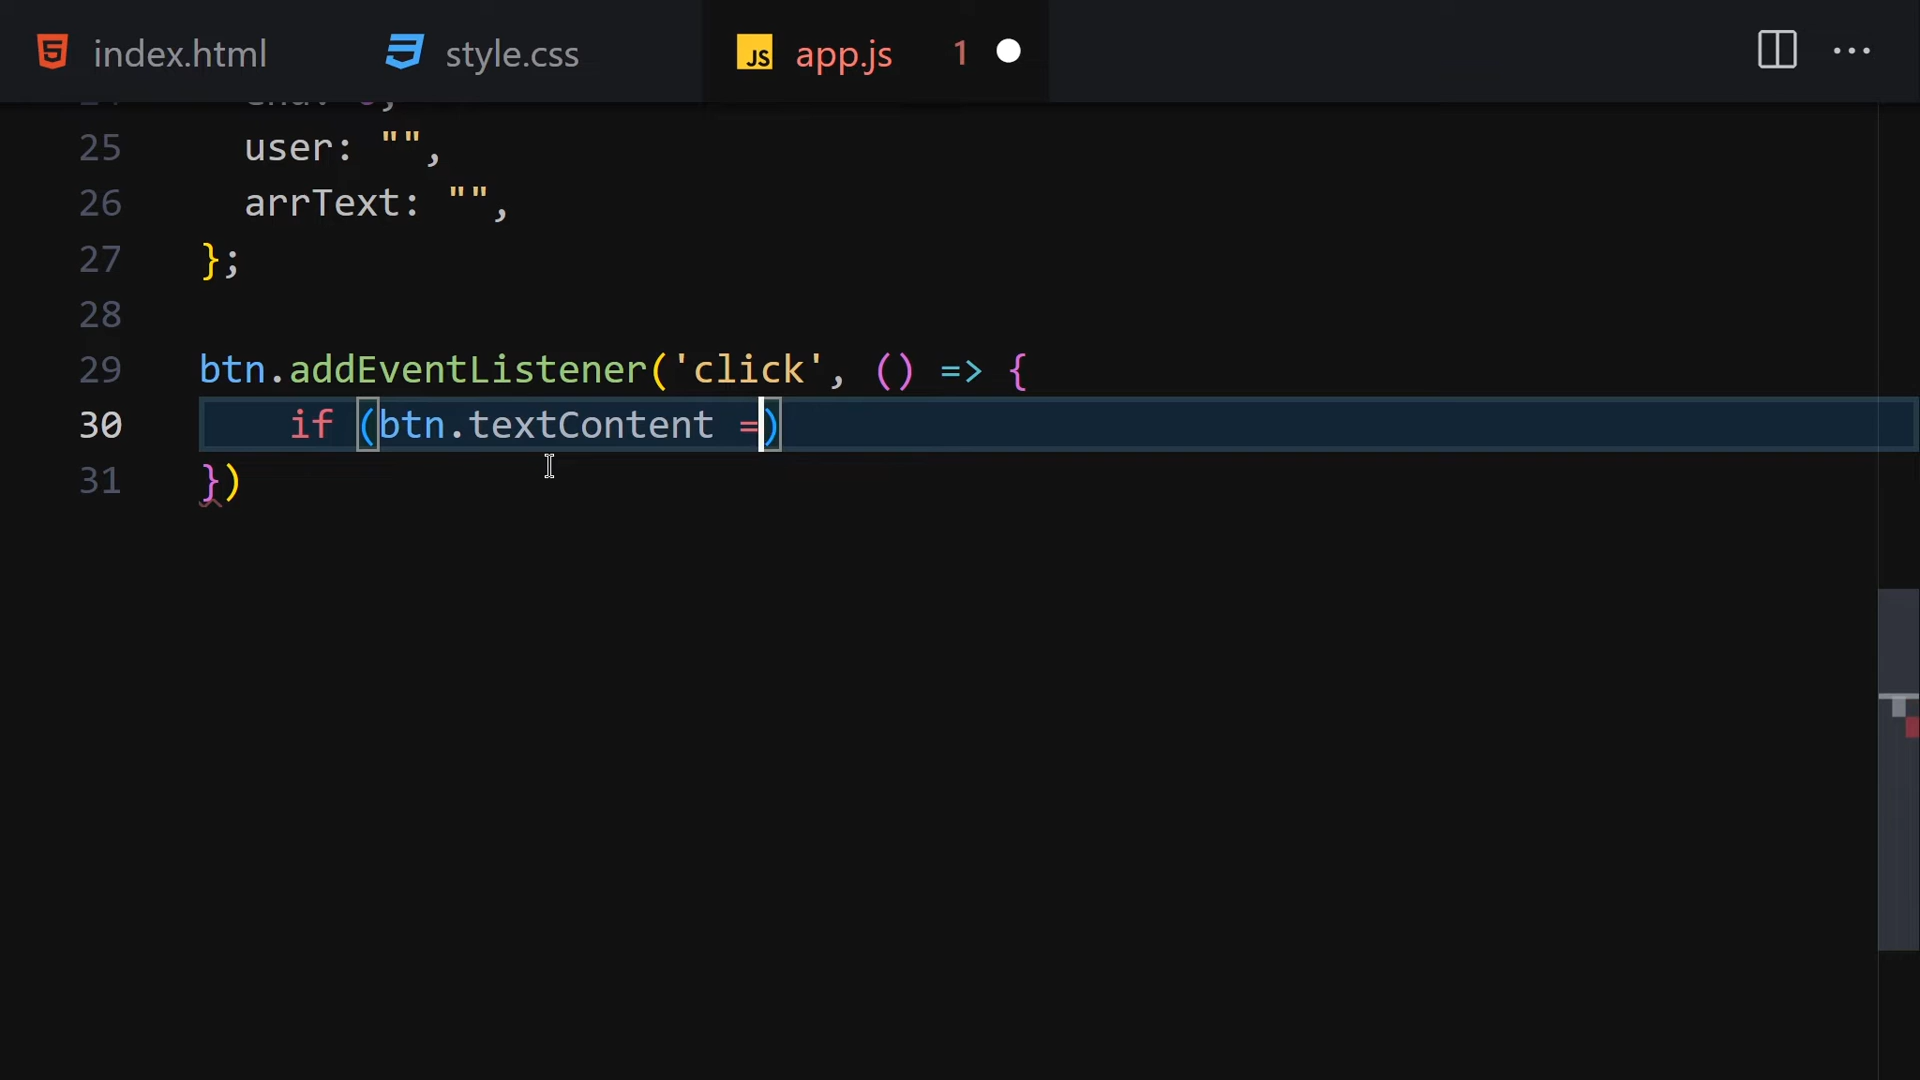 index.html style.css JS app.js 1
25 user: "",
26 arrText: "",
27 };
28
29 btn.addEventListener('click', () => {
30 if (btn.textContent =)
31 })